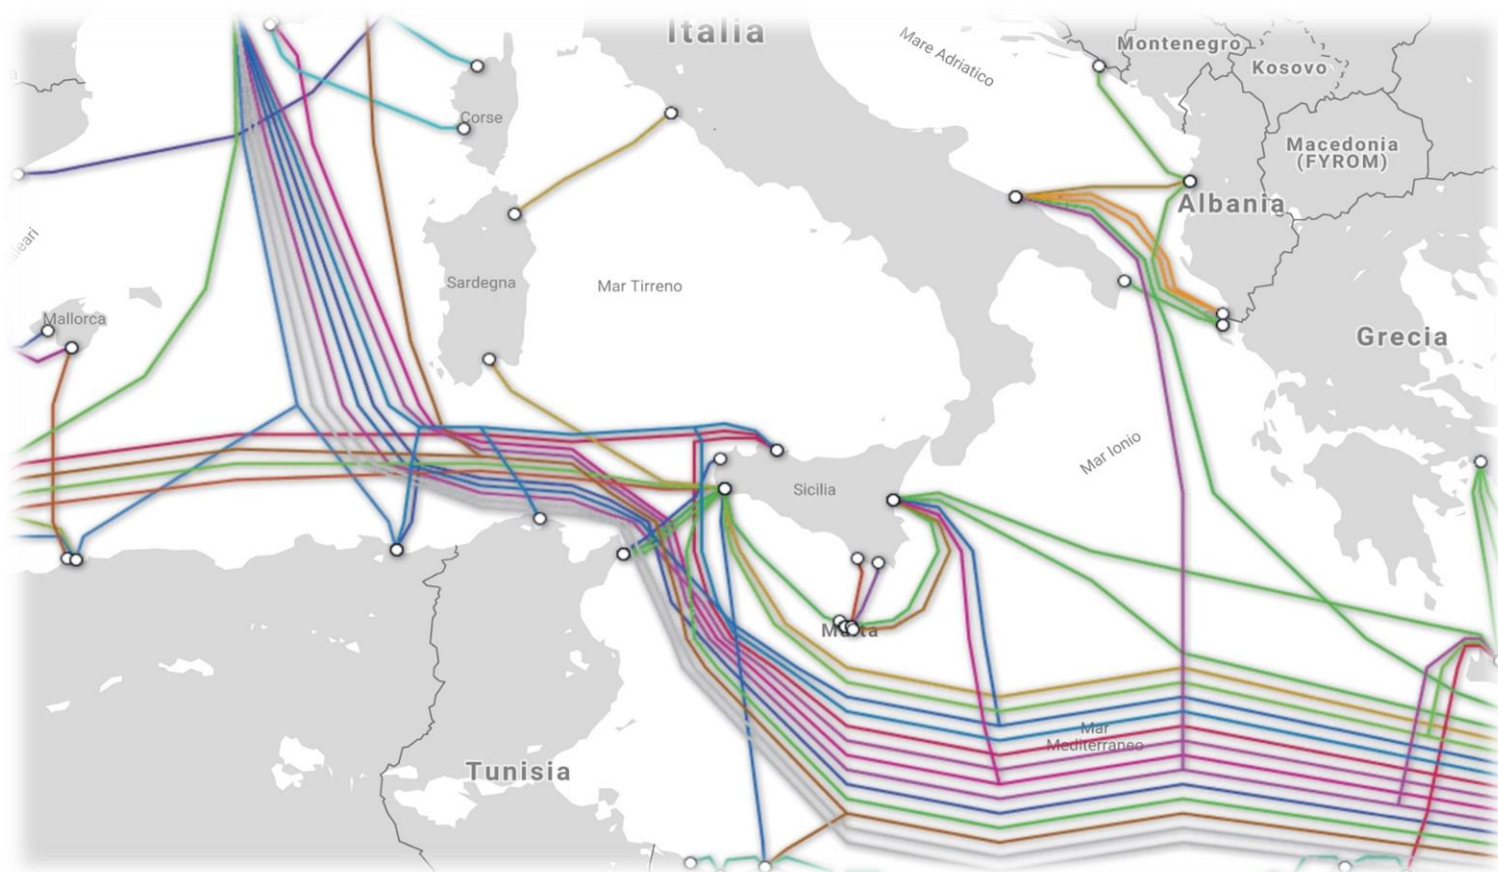 Italia
Mare Adriatico
Montenegro
Kosovo
Corse
Macedonia
(FYROM)
Albania
Sardegna
Mar Tirreno
Mallorca
Grecia
Mar Ionio
Sicilia
Malta
Mar
Mediterraneo
Tunisia